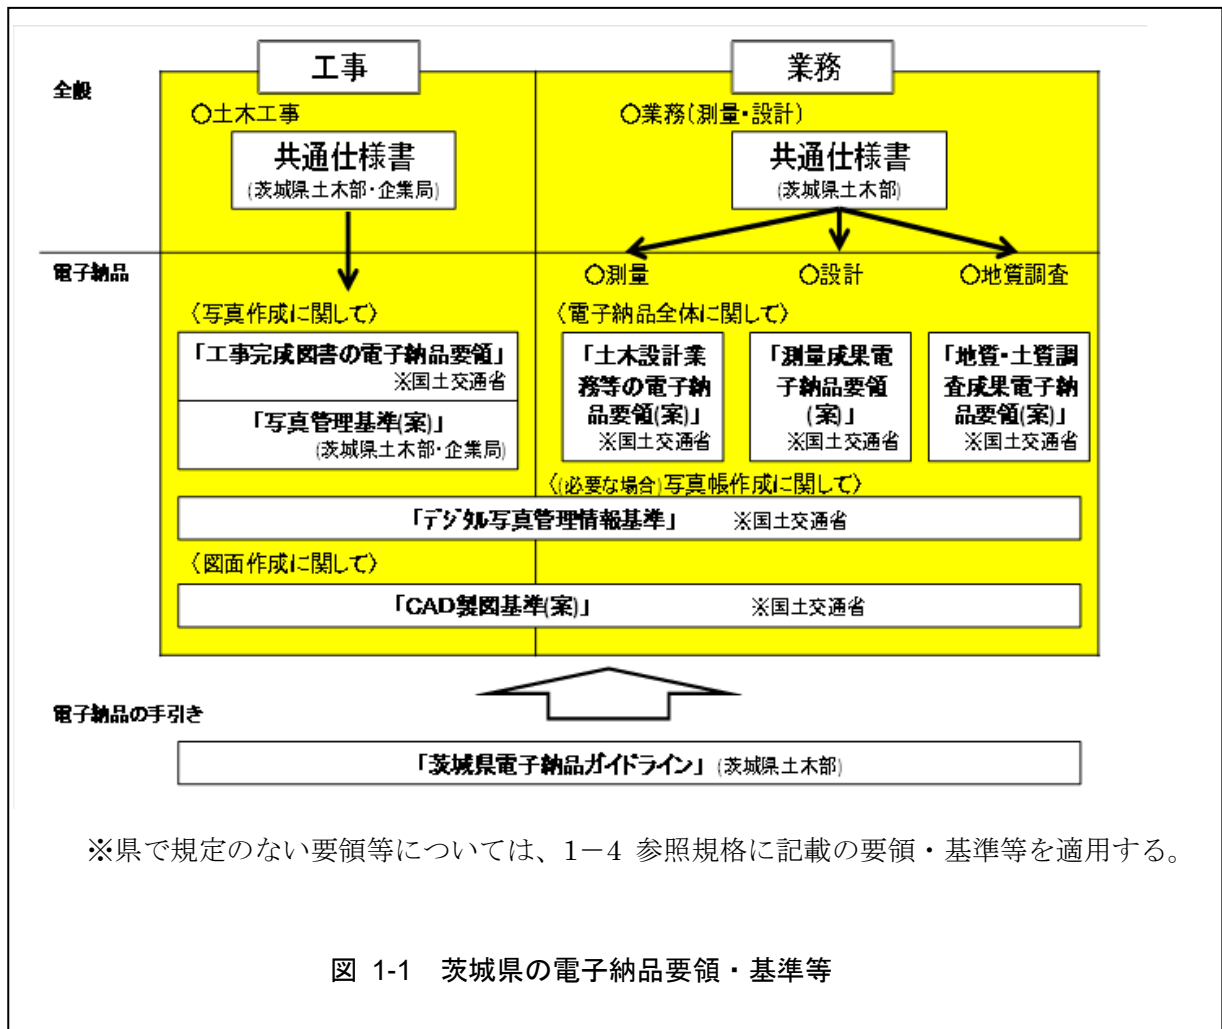 工事
業務
全般
○土木工事
○業務(測量・設計)
共通仕様書
(茨城県土木部・企業局)
共通仕様書
(茨城県土木部)
電子納品
○測量
○設計
○地質調査
〈写真作成に関して〉
〈電子納品全体に関して〉
「工事完成図書の電子納品要領」
※国土交通省
「写真管理基準(案)」
(茨城県土木部・企業局)
「土木設計業
務等の電子納
品要領(案)」
※国土交通省
「測量成果電
子納品要領
(案)」
※国土交通省
「地質・土質調
査成果電子納
品要領(案)」
※国土交通省
〈(必要な場合)写真帳作成に関して〉
「デジタル写真管理情報基準」 ※国土交通省
〈図面作成に関して〉
「CAD製図基準(案)」 ※国土交通省
電子納品の手引き
「茨城県電子納品ガイドライン」(茨城県土木部)
※県で規定のない要領等については、1－4 参照規格に記載の要領・基準等を適用する。
図 1-1 茨城県の電子納品要領・基準等